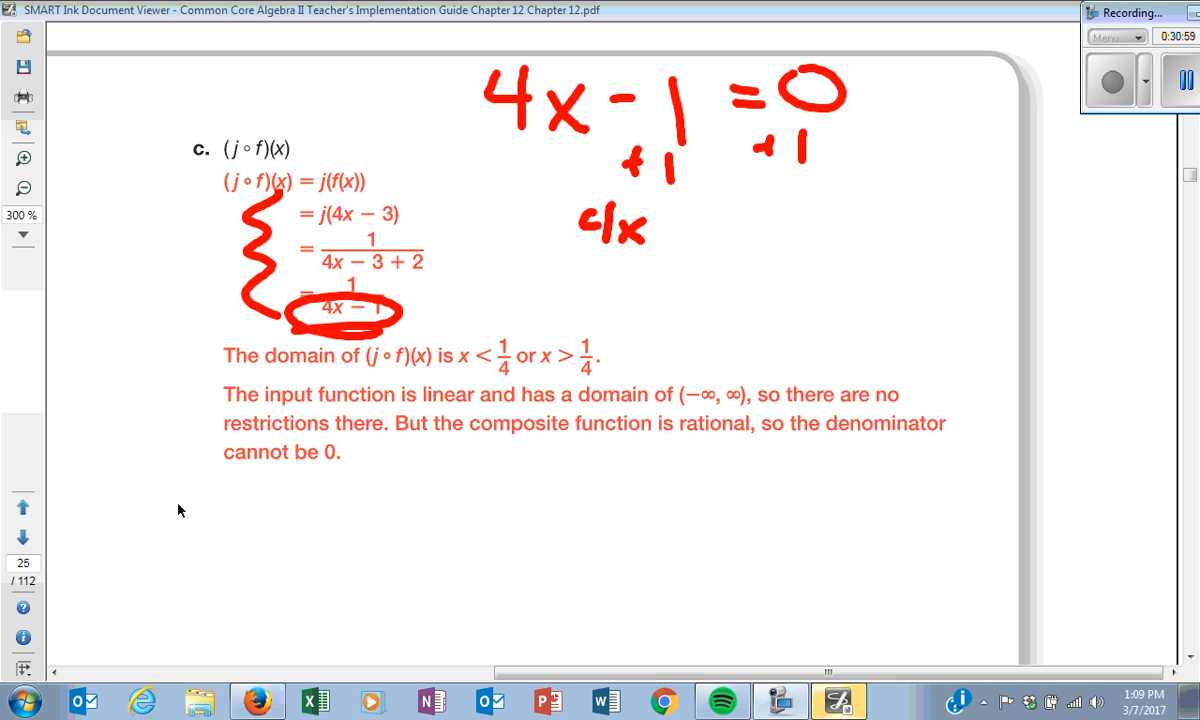 SMART Ink Document Viewer - Common Core Algebra II Teacher's Implementation Guide Chapter 12 Chapter 12.pdf
Recording...
Menu
0:30:59
300 %
4x - 1 = 0
+ 1 + 1
4x
c. (j ∘ f)(x)
(j ∘ f)(x) = j(f(x))
= j(4x − 3)
= 1
4x − 3 + 2
= 1
4x − 1
The domain of (j ∘ f)(x) is x < 1/4 or x > 1/4.
The input function is linear and has a domain of (−∞, ∞), so there are no
restrictions there. But the composite function is rational, so the denominator
cannot be 0.
25
/ 112
1:09 PM
3/7/2017